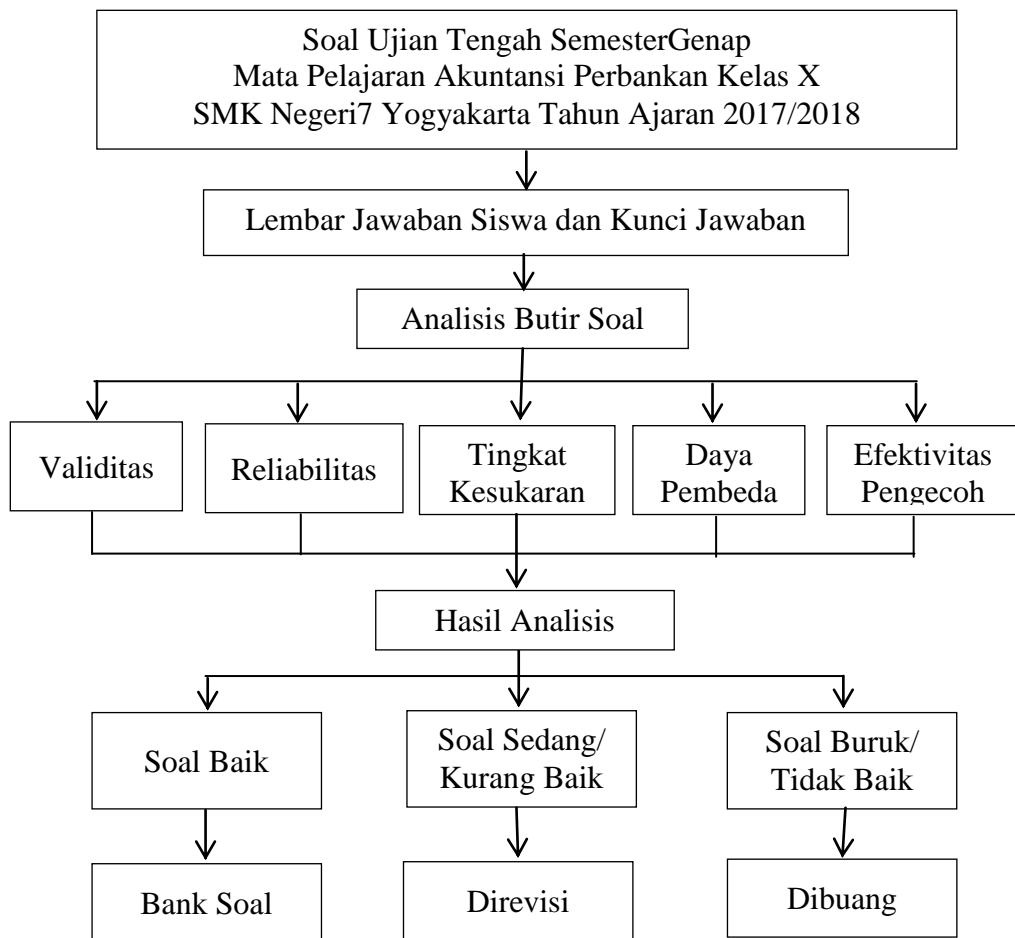 Soal Ujian Tengah SemesterGenap
Mata Pelajaran Akuntansi Perbankan Kelas X
SMK Negeri7 Yogyakarta Tahun Ajaran 2017/2018
Lembar Jawaban Siswa dan Kunci Jawaban
Analisis Butir Soal
Validitas
Reliabilitas
Tingkat
Kesukaran
Daya
Pembeda
Efektivitas
Pengecoh
Hasil Analisis
Soal Baik
Soal Sedang/
Kurang Baik
Soal Buruk/
Tidak Baik
Bank Soal
Direvisi
Dibuang